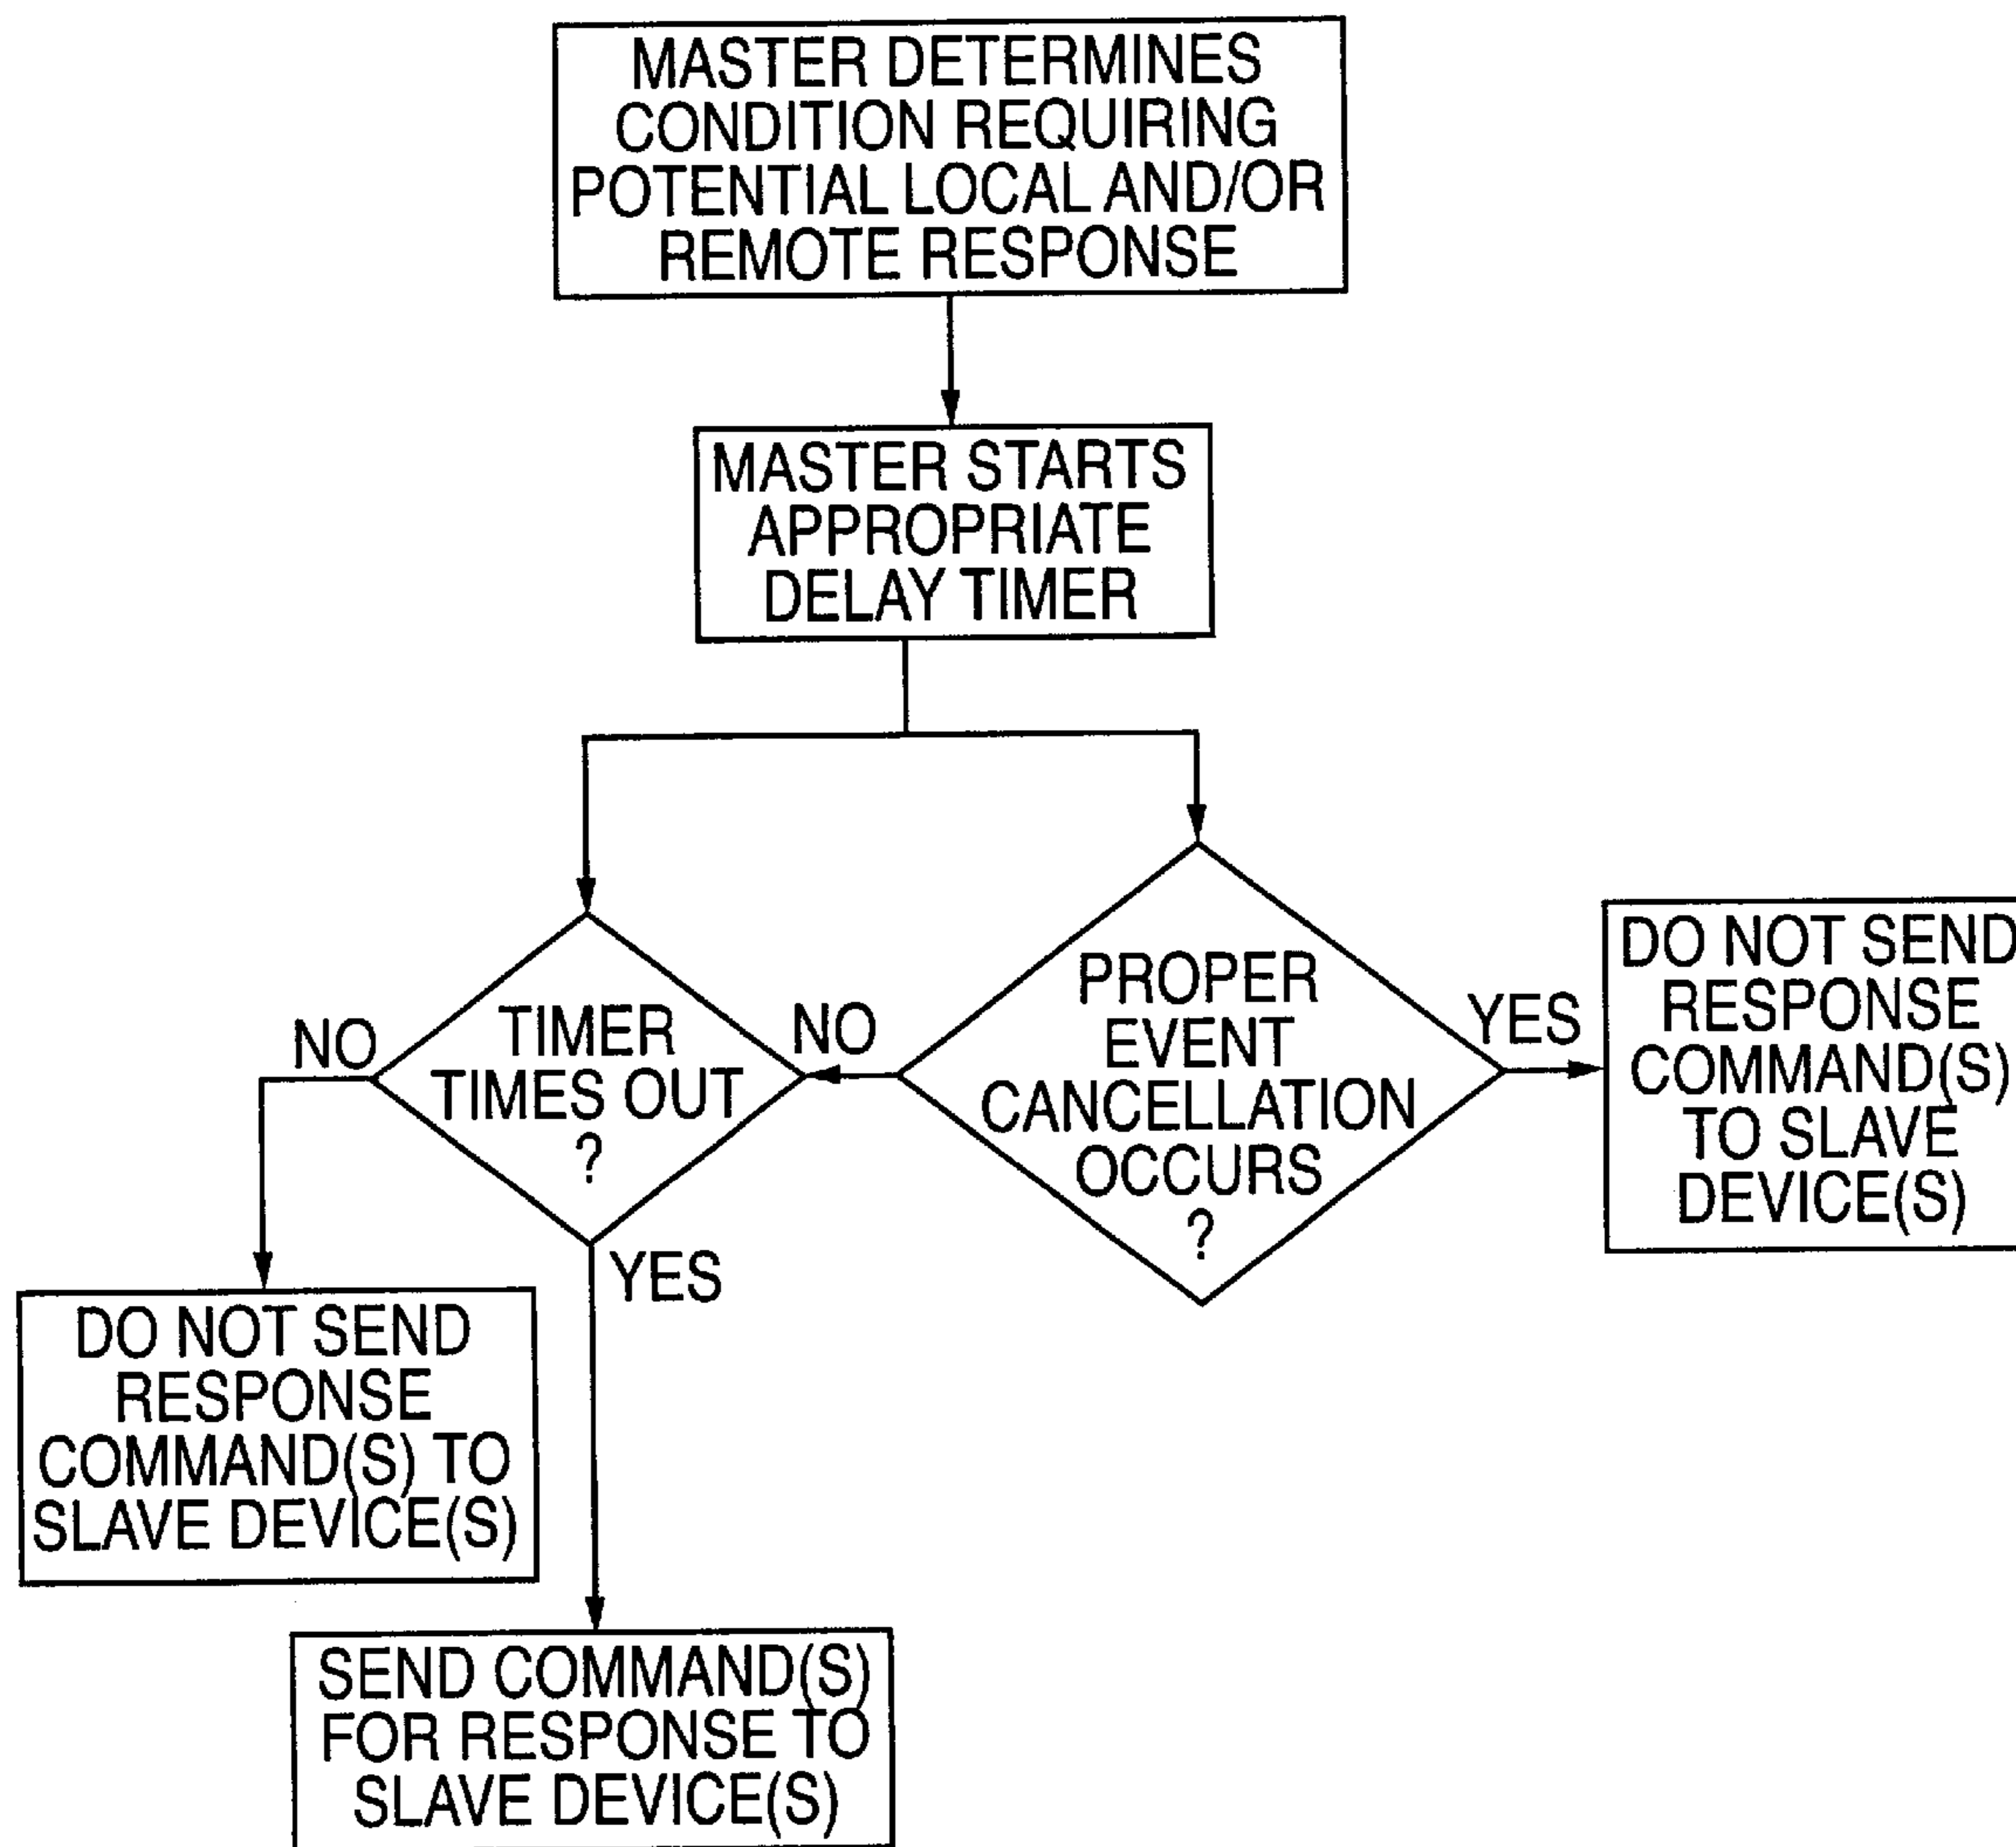 MASTER DETERMINES
CONDITION REQUIRING
POTENTIAL LOCAL AND/OR
REMOTE RESPONSE
MASTER STARTS
APPROPRIATE
DELAY TIMER
TIMER
TIMES OUT
?
NO
YES
NO
PROPER
EVENT
CANCELLATION
OCCURS
?
YES
DO NOT SEND
RESPONSE
COMMAND(S)
TO SLAVE
DEVICE(S)
DO NOT SEND
RESPONSE
COMMAND(S) TO
SLAVE DEVICE(S)
SEND COMMAND(S)
FOR RESPONSE TO
SLAVE DEVICE(S)